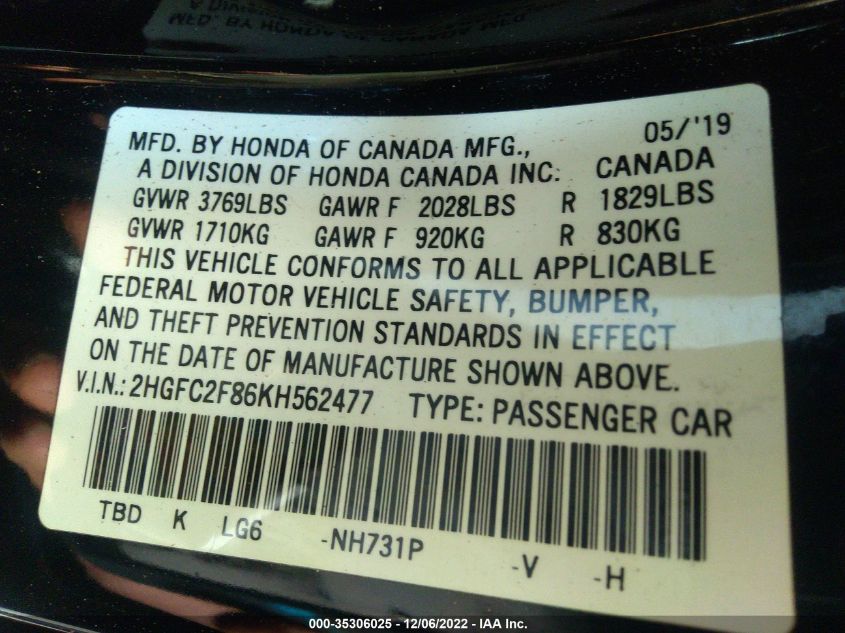 MFD. BY HONDA OF CANADA MFG., 05/'19
A DIVISION OF HONDA CANADA INC. CANADA
GVWR 3769LBS GAWR F 2028LBS R 1829LBS
GVWR 1710KG GAWR F 920KG R 830KG
THIS VEHICLE CONFORMS TO ALL APPLICABLE
FEDERAL MOTOR VEHICLE SAFETY, BUMPER,
AND THEFT PREVENTION STANDARDS IN EFFECT
ON THE DATE OF MANUFACTURE SHOWN ABOVE.
V.I.N.: 2HGFC2F86KH562477 TYPE: PASSENGER CAR
TBD K LG6 -NH731P -V -H
000-35306025 - 12/06/2022 - IAA Inc.